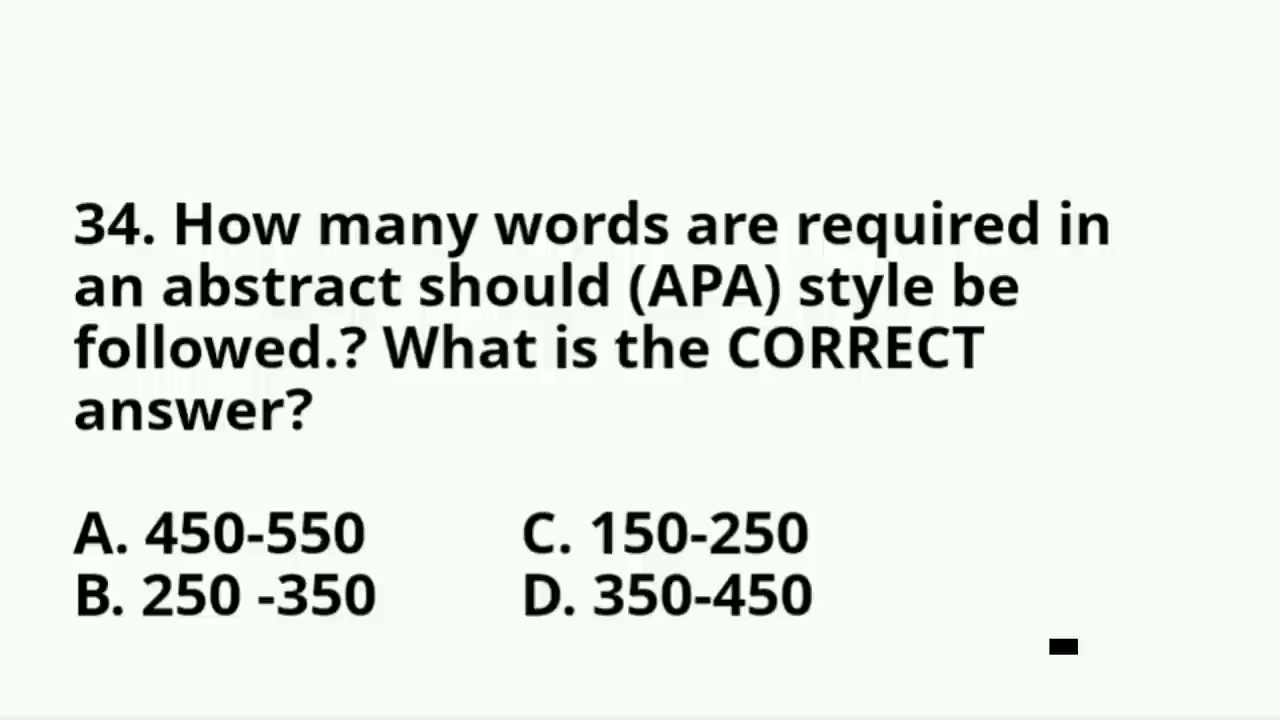 34. How many words are required in
an abstract should (APA) style be
followed.? What is the CORRECT
answer?
A. 450-550 C. 150-250
B. 250 -350 D. 350-450